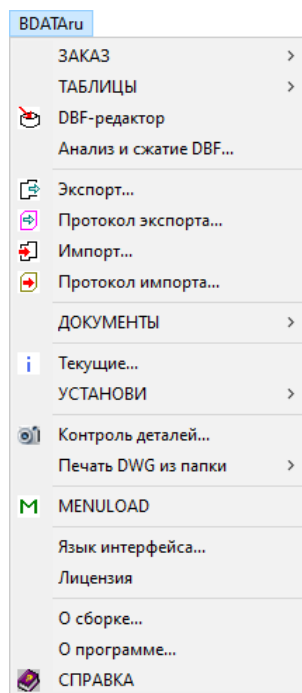 BDATAru
ЗАКАЗ
ТАБЛИЦЫ
DBF-редактор
Анализ и сжатие DBF...
Экспорт...
Протокол экспорта...
Импорт...
Протокол импорта...
ДОКУМЕНТЫ
Текущие...
УСТАНОВИ
Контроль деталей...
Печать DWG из папки
MENULOAD
Язык интерфейса...
Лицензия
О сборке...
О программе...
СПРАВКА